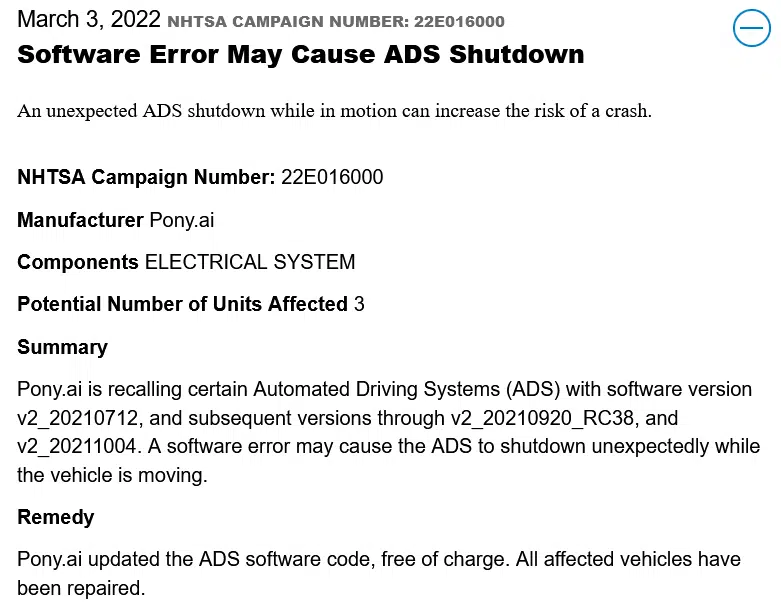 March 3, 2022 NHTSA CAMPAIGN NUMBER: 22E016000
Software Error May Cause ADS Shutdown
An unexpected ADS shutdown while in motion can increase the risk of a crash.
NHTSA Campaign Number: 22E016000
Manufacturer Pony.ai
Components ELECTRICAL SYSTEM
Potential Number of Units Affected 3
Summary
Pony.ai is recalling certain Automated Driving Systems (ADS) with software version
v2_20210712, and subsequent versions through v2_20210920_RC38, and
v2_20211004. A software error may cause the ADS to shutdown unexpectedly while
the vehicle is moving.
Remedy
Pony.ai updated the ADS software code, free of charge. All affected vehicles have
been repaired.